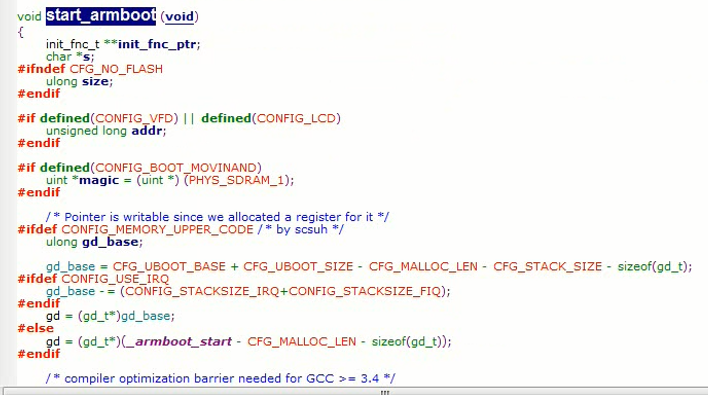 void start_armboot (void)
{
init_fnc_t **init_fnc_ptr;
char *s;
#ifndef CFG_NO_FLASH
ulong size;
#endif
#if defined(CONFIG_VFD) || defined(CONFIG_LCD)
unsigned long addr;
#endif
#if defined(CONFIG_BOOT_MOVINAND)
uint *magic = (uint *) (PHYS_SDRAM_1);
#endif
/* Pointer is writable since we allocated a register for it */
#ifdef CONFIG_MEMORY_UPPER_CODE /* by scsuh */
ulong gd_base;
gd_base = CFG_UBOOT_BASE + CFG_UBOOT_SIZE - CFG_MALLOC_LEN - CFG_STACK_SIZE - sizeof(gd_t);
#ifdef CONFIG_USE_IRQ
gd_base -= (CONFIG_STACKSIZE_IRQ+CONFIG_STACKSIZE_FIQ);
#endif
gd = (gd_t*)gd_base;
#else
gd = (gd_t*)(_armboot_start - CFG_MALLOC_LEN - sizeof(gd_t));
#endif
/* compiler optimization barrier needed for GCC >= 3.4 */